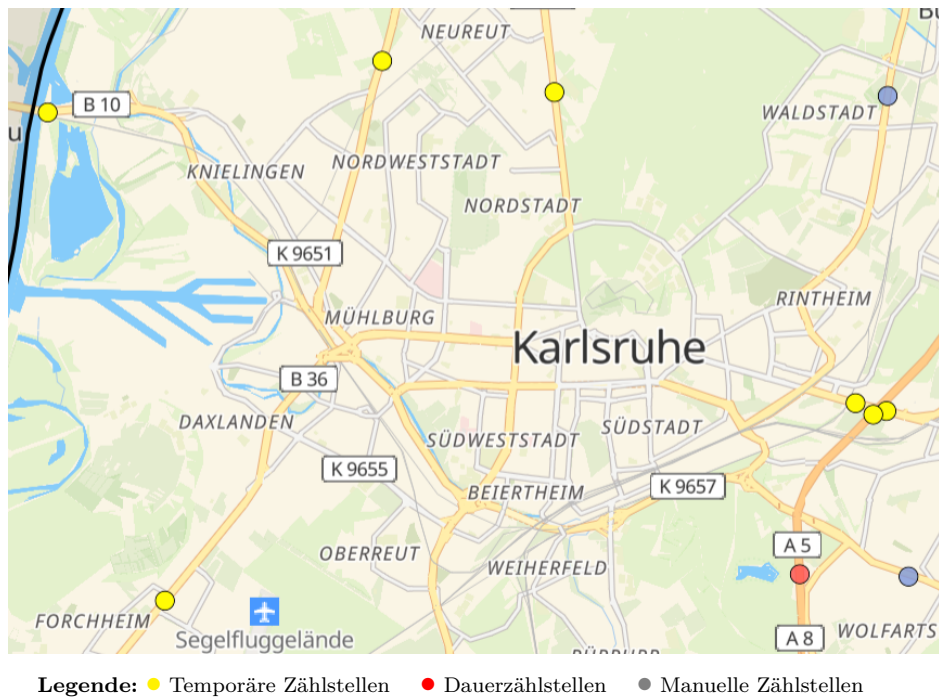 NEUREUT
B 10
WALDSTADT
u
NORDWESTSTADT
KNIELINGEN
NORDSTADT
K 9651
RINTHEIM
MÜHLBURG
Karlsruhe
B 36
DAXLANDEN
SÜDSTADT
SÜDWESTSTADT
K 9655
K 9657
BEIERTHEIM
A 5
OBERREUT
WEIHERFELD
FORCHHEIM
WOLFARTS
Segelfluggelände
A 8
Legende: Temporäre Zählstellen Dauerzählstellen Manuelle Zählstellen